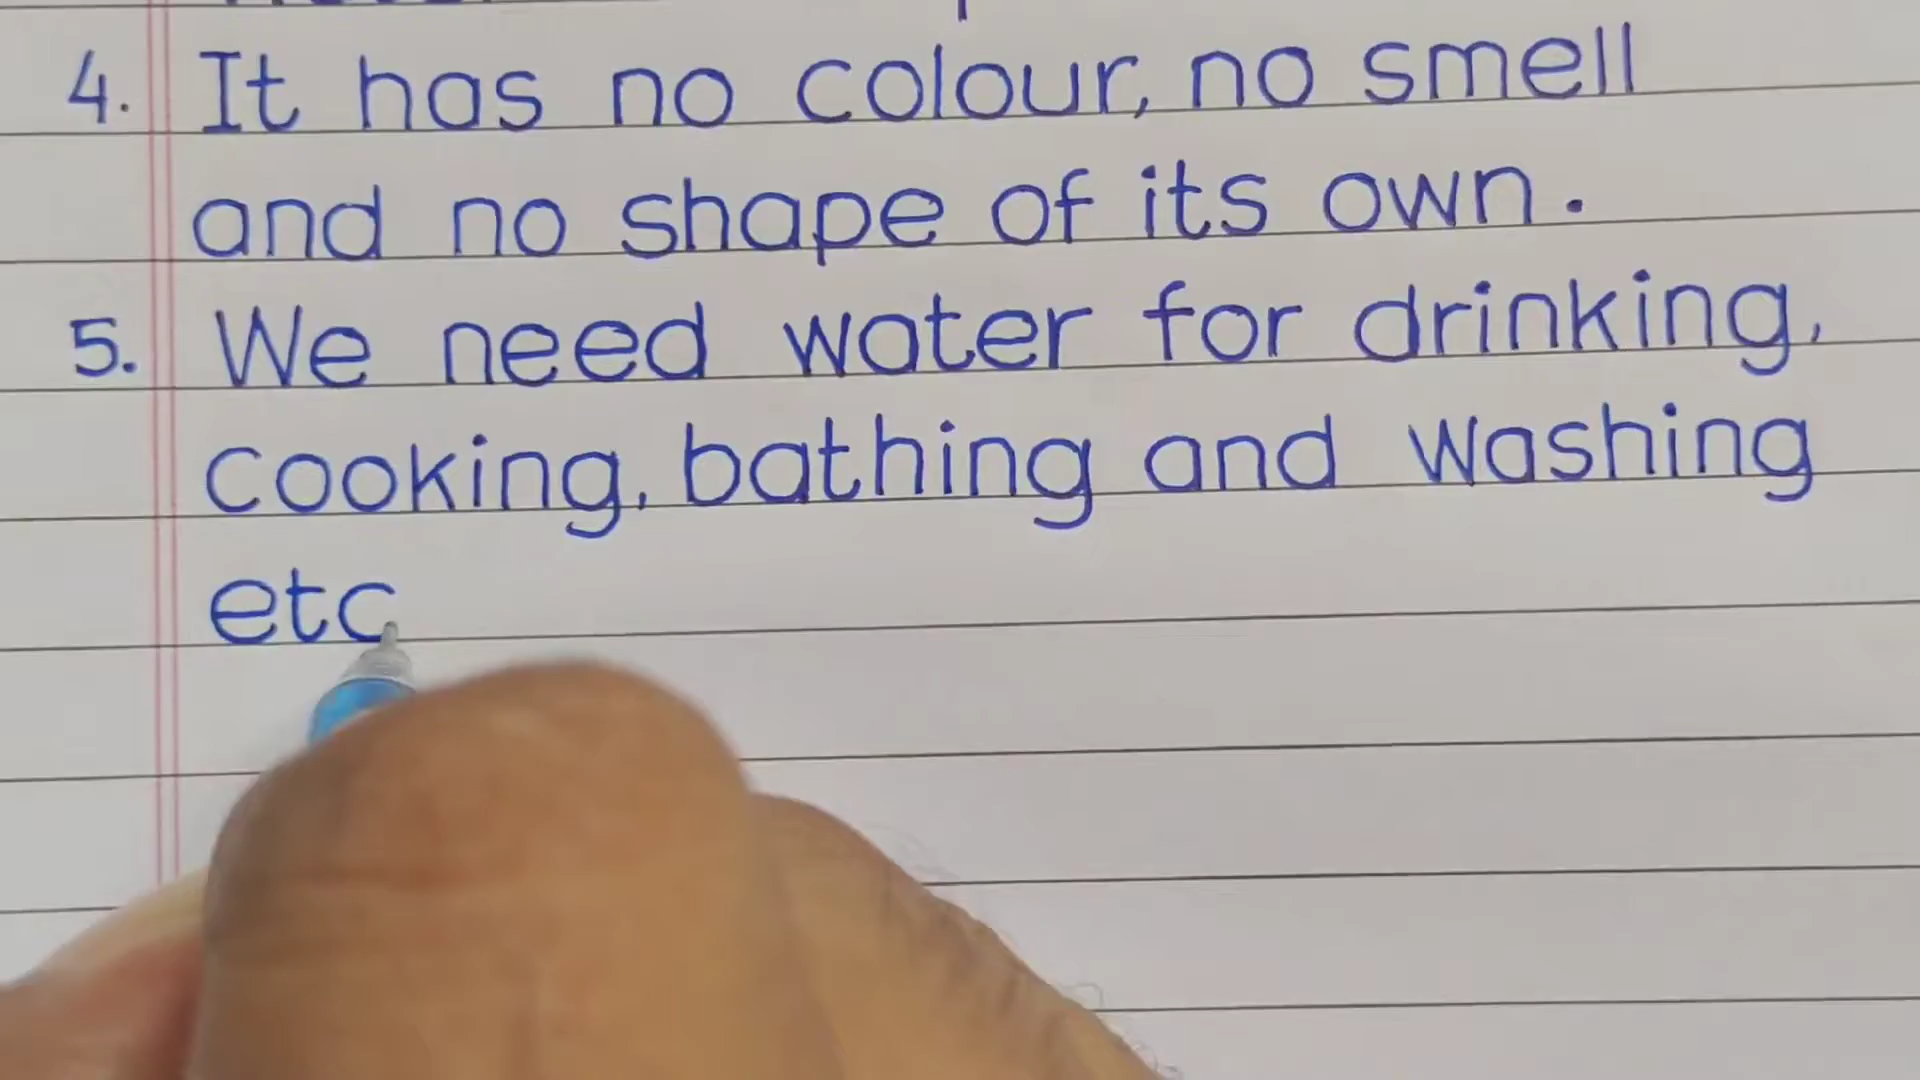 4. It has no colour, no smell
and no shape of its own.
5. We need water for drinking,
cooking, bathing and washing
etc